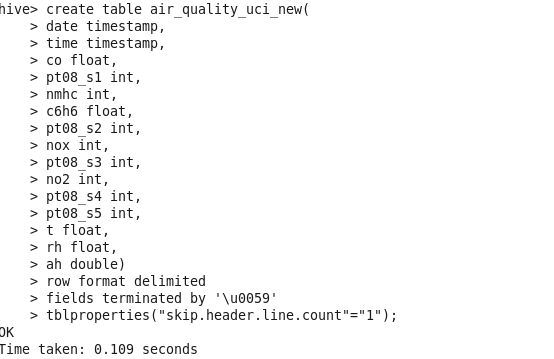 hive> create table air_quality_uci_new(
    > date timestamp,
    > time timestamp,
    > co float,
    > pt08_s1 int,
    > nmhc int,
    > c6h6 float,
    > pt08_s2 int,
    > nox int,
    > pt08_s3 int,
    > no2 int,
    > pt08_s4 int,
    > pt08_s5 int,
    > t float,
    > rh float,
    > ah double)
    > row format delimited
    > fields terminated by '\u0059'
    > tblproperties("skip.header.line.count"="1");
OK
Time taken: 0.109 seconds